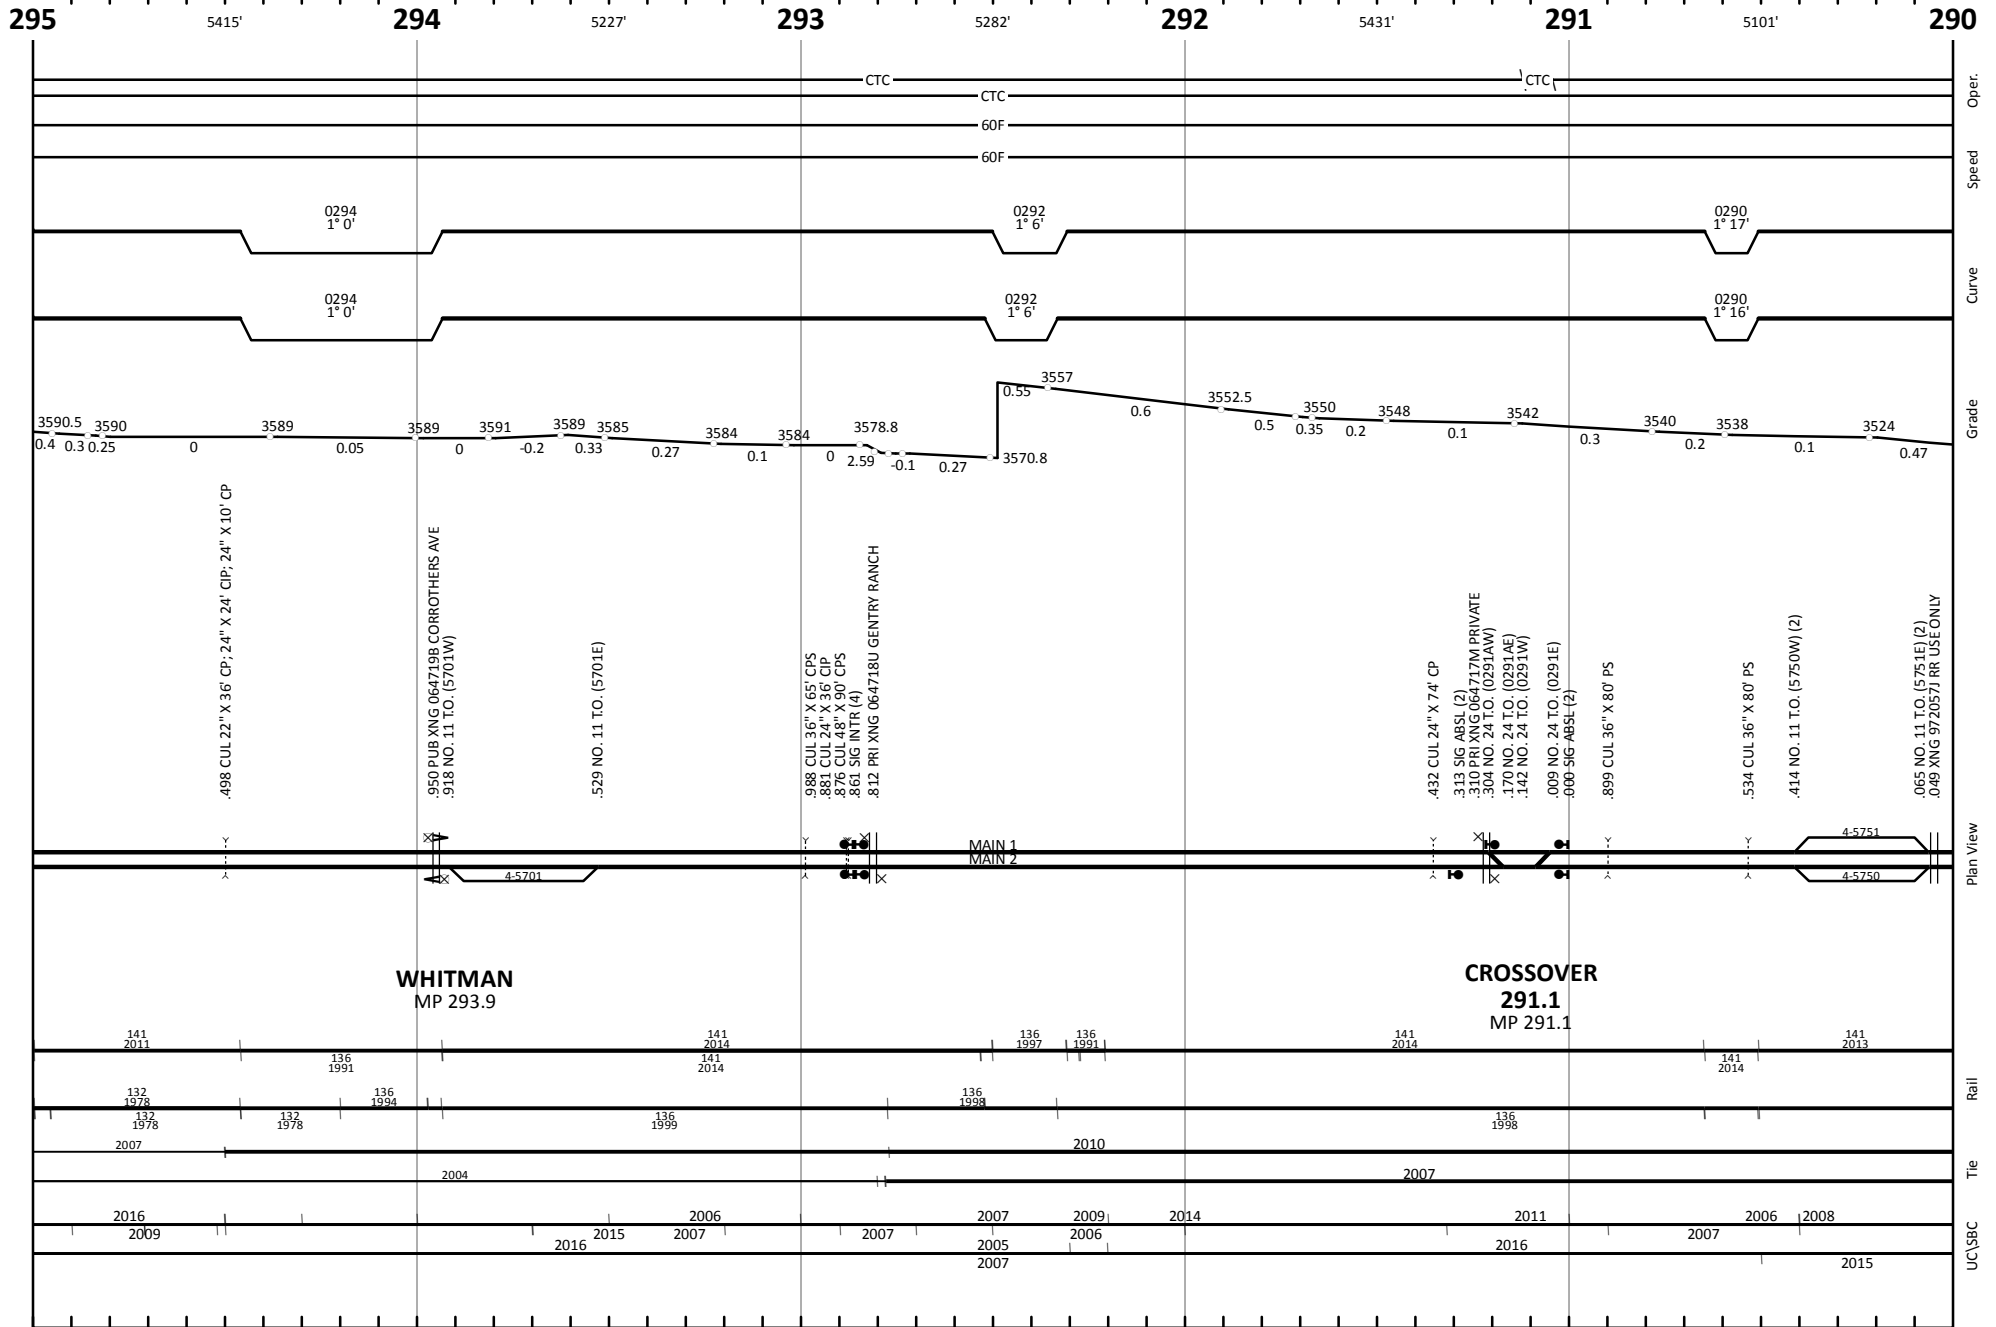 295 5415' 294 5227' 293 5282' 292 5431' 291 5101' 290
CTC CTC
CTC
Oper.
60F
60F
Speed
0294 0292 0290
1° 0' 1° 6' 1° 17'
Curve
0294 0292 0290
1° 0' 1° 6' 1° 16'
3590.5 3590 3589 3589 3591 3589 3585 3584 3584 3578.8 3570.8 3557 3552.5 3550 3548 3542 3540 3538 3524
0.4 0.3 0.25 0 0.05 0 -0.2 0.33 0.27 0.1 0 2.59 -0.1 0.27 0.55 0.6 0.5 0.35 0.2 0.1 0.3 0.2 0.1 0.47
Grade
.498 CUL 22" X 36' CP; 24" X 24' CIP; 24" X 10' CP
.950 PUB XNG 064719B CORROTHERS AVE
.918 NO. 11 T.O. (5701W)
.529 NO. 11 T.O. (5701E)
.988 CUL 36" X 65' CPS
.881 CUL 24" X 36' CIP
.876 CUL 48" X 90' CPS
.861 SIG INTR (4)
.812 PRI XNG 064718U GENTRY RANCH
.432 CUL 24" X 74' CP
.313 SIG ABSL (2)
.310 PRI XNG 064717M PRIVATE
.304 NO. 24 T.O. (0291AW)
.170 NO. 24 T.O. (0291AE)
.142 NO. 24 T.O. (0291W)
.009 NO. 24 T.O. (0291E)
.000 SIG ABSL (2)
.899 CUL 36" X 80' PS
.534 CUL 36" X 80' PS
.414 NO. 11 T.O. (5750W) (2)
.065 NO. 11 T.O. (5751E) (2)
.049 XNG 972057J RR USE ONLY
MAIN 1 4-5751
MAIN 2
4-5701 4-5750
Plan View
WHITMAN
MP 293.9
CROSSOVER
291.1
MP 291.1
141 141 136 136 141 141
2011 2014 1997 1991 2014 2013
136 141 141
1991 2014 2014
Rail
132 136 136
1978 1994 1998
132 132 136 136
1978 1978 1999 1998
2007 2010
2004 2007
Tie
2016 2006 2007 2009 2014 2011 2006 2008
2009 2015 2007 2007 2006 2007
2016 2005 2016
2007 2015
UC\SBC